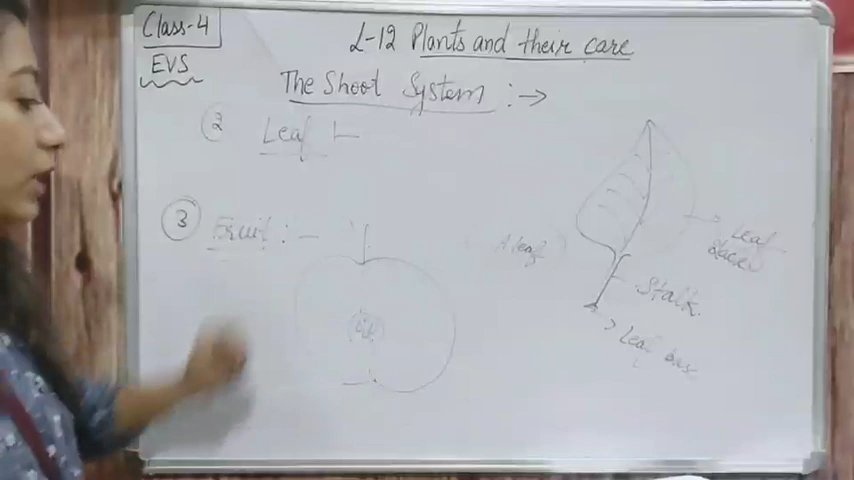 Class-4
EVS
L-12 Plants and their care
The Shoot System :→
② Leaf :-
③ Fruit :-
A leaf
Leaf
Stalk.
Leaf base